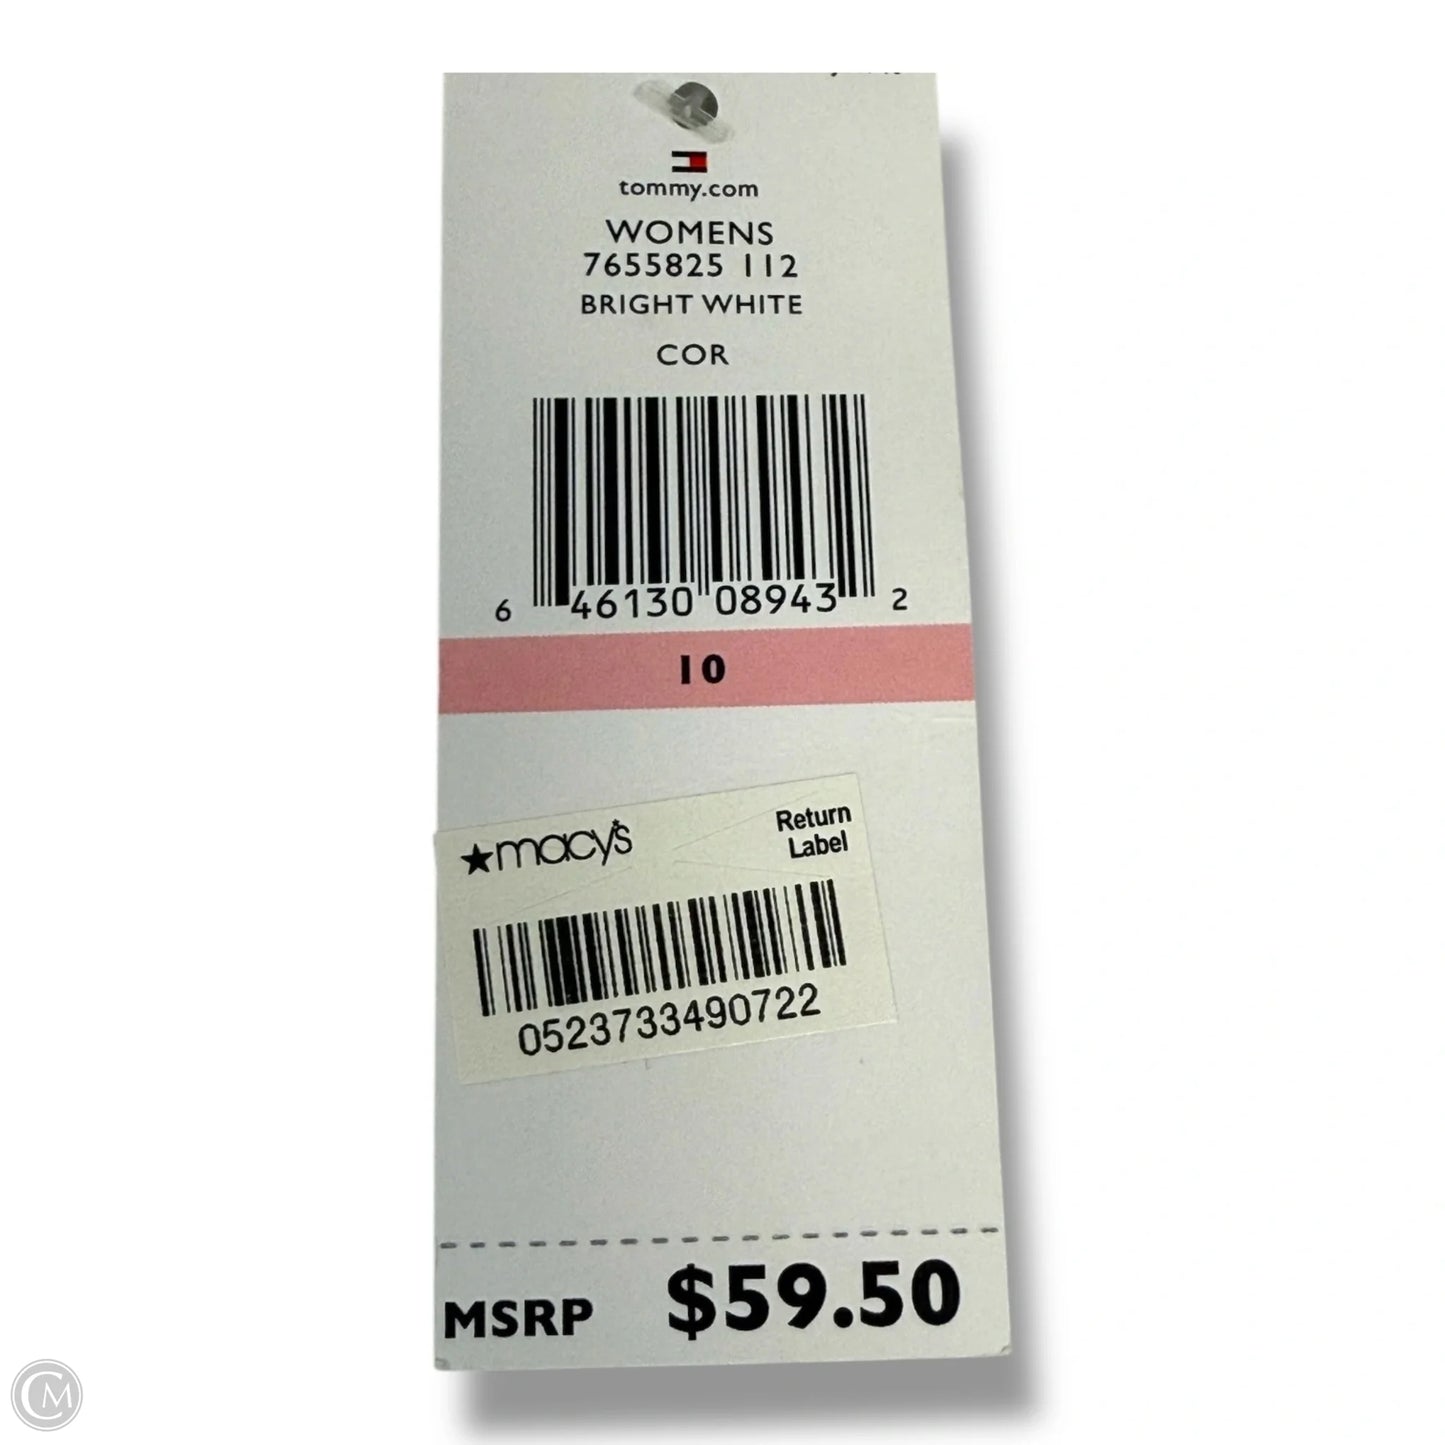 tommy.com
WOMENS
7655825 112
BRIGHT WHITE
COR
6 46130 08943 2
10
macy's
Return
Label
0523733490722
MSRP $59.50
CM